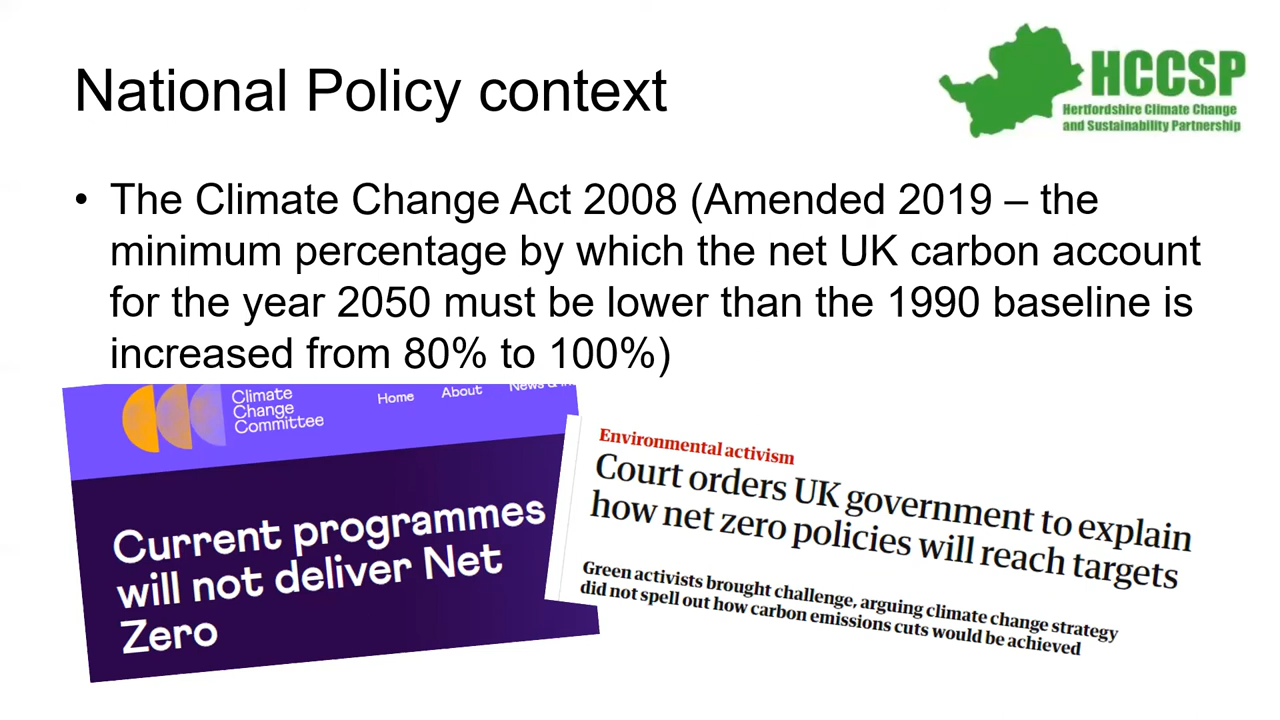 National Policy context
HCCSP
Hertfordshire Climate Change
and Sustainability Partnership
• The Climate Change Act 2008 (Amended 2019 – the
minimum percentage by which the net UK carbon account
for the year 2050 must be lower than the 1990 baseline is
increased from 80% to 100%)
Climate
Change
Committee
Home About News &
Current programmes
will not deliver Net
Zero
Environmental activism
Court orders UK government to explain
how net zero policies will reach targets
Green activists brought challenge, arguing climate change strategy
did not spell out how carbon emissions cuts would be achieved